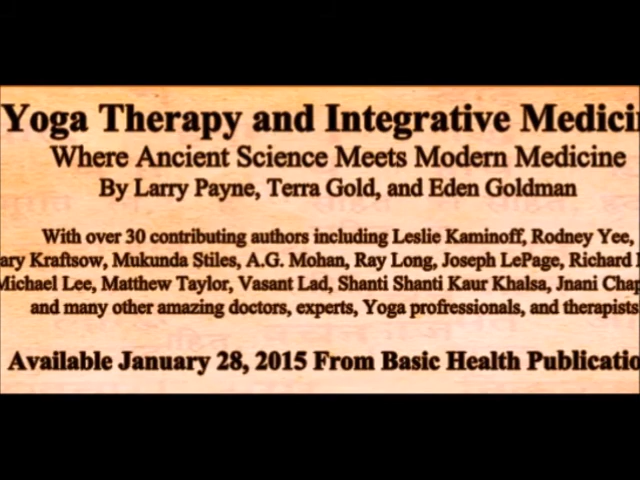 Yoga Therapy and Integrative Medici
Where Ancient Science Meets Modern Medicine
By Larry Payne, Terra Gold, and Eden Goldman
With over 30 contributing authors including Leslie Kaminoff, Rodney Yee,
ary Kraftsow, Mukunda Stiles, A.G. Mohan, Ray Long, Joseph LePage, Richard
Michael Lee, Matthew Taylor, Vasant Lad, Shanti Shanti Kaur Khalsa, Jnani Chap
and many other amazing doctors, experts, Yoga profressionals, and therapists
Available January 28, 2015 From Basic Health Publicatio